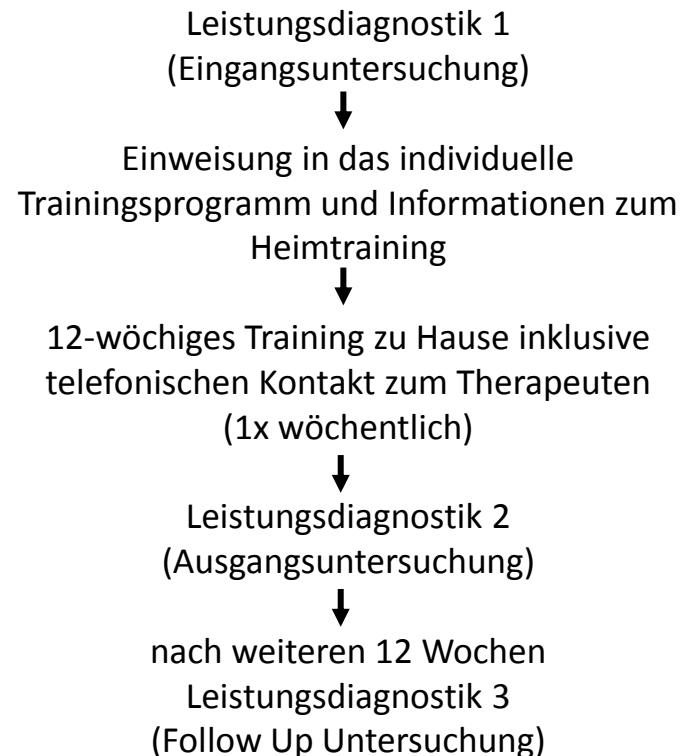 Leistungsdiagnostik 1
(Eingangsuntersuchung)
Einweisung in das individuelle
Trainingsprogramm und Informationen zum
Heimtraining
12-wöchiges Training zu Hause inklusive
telefonischen Kontakt zum Therapeuten
(1x wöchentlich)
Leistungsdiagnostik 2
(Ausgangsuntersuchung)
nach weiteren 12 Wochen
Leistungsdiagnostik 3
(Follow Up Untersuchung)